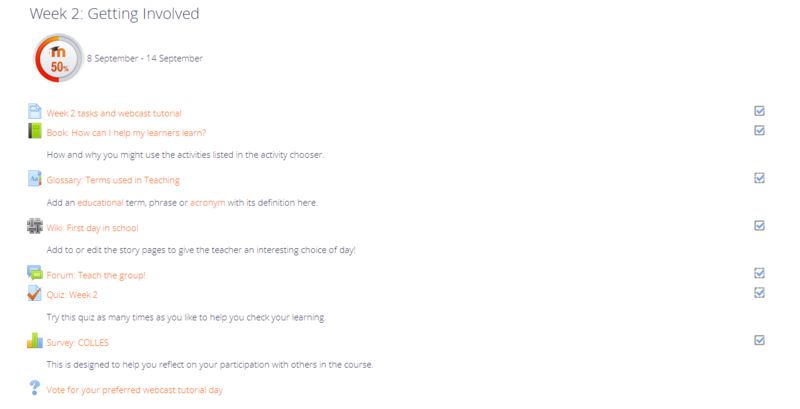 Week 2: Getting Involved
m
50%
8 September - 14 September
Week 2 tasks and webcast tutorial
Book: How can I help my learners learn?
How and why you might use the activities listed in the activity chooser.
Glossary: Terms used in Teaching
Add an educational term, phrase or acronym with its definition here.
Wiki: First day in school
Add to or edit the story pages to give the teacher an interesting choice of day!
Forum: Teach the group!
Quiz: Week 2
Try this quiz as many times as you like to help you check your learning.
Survey: COLLES
This is designed to help you reflect on your participation with others in the course.
Vote for your preferred webcast tutorial day